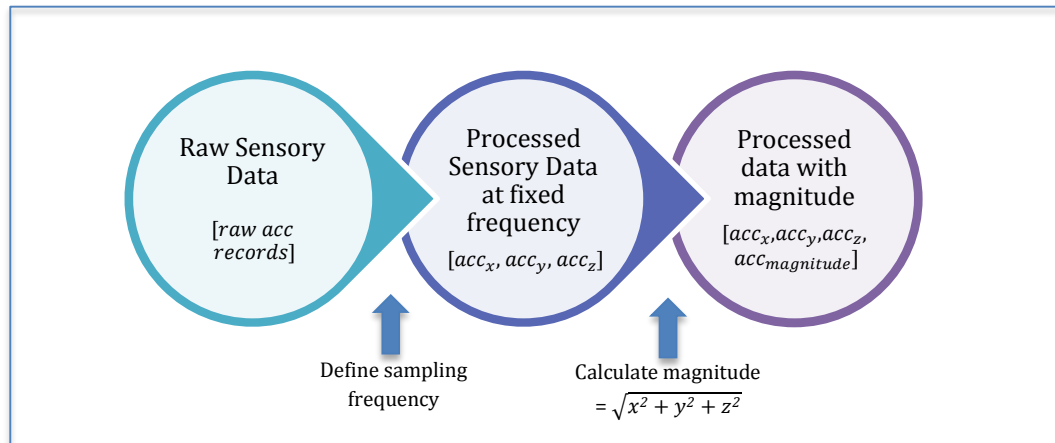 Raw Sensory
Data
[raw acc
records]
Processed
Sensory Data
at fixed
frequency
[acc_x, acc_y, acc_z]
Processed
data with
magnitude
[acc_x,acc_y,acc_z,
acc_magnitude]
Define sampling
frequency
Calculate magnitude
= √(x² + y² + z²)